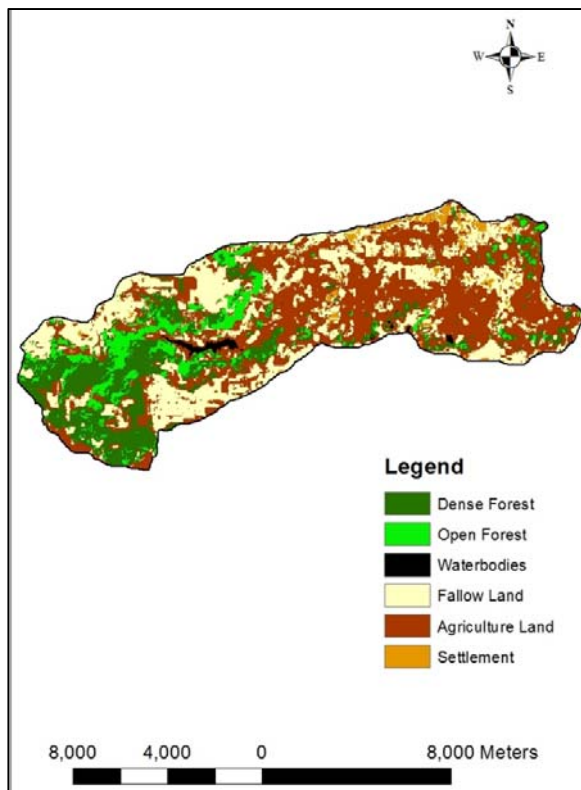 N
W E
S
Legend
Dense Forest
Open Forest
Waterbodies
Fallow Land
Agriculture Land
Settlement
8,000 4,000 0 8,000 Meters